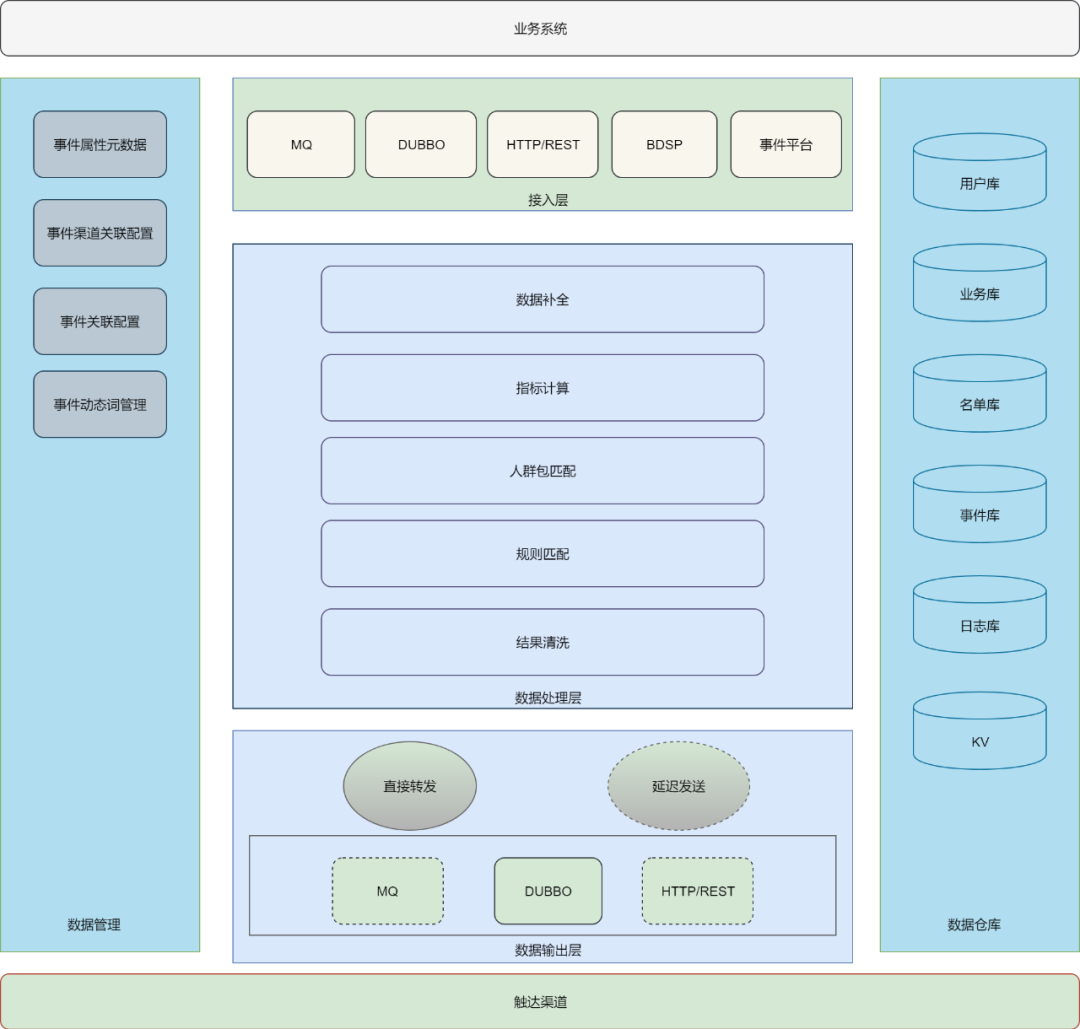 业务系统
事件属性元数据
事件渠道关联配置
事件关联配置
事件动态词管理
数据管理
MQ
DUBBO
HTTP/REST
BDSP
事件平台
接入层
数据补全
指标计算
人群包匹配
规则匹配
结果清洗
数据处理层
直接转发
延迟发送
MQ
DUBBO
HTTP/REST
数据输出层
用户库
业务库
名单库
事件库
日志库
KV
数据仓库
触达渠道